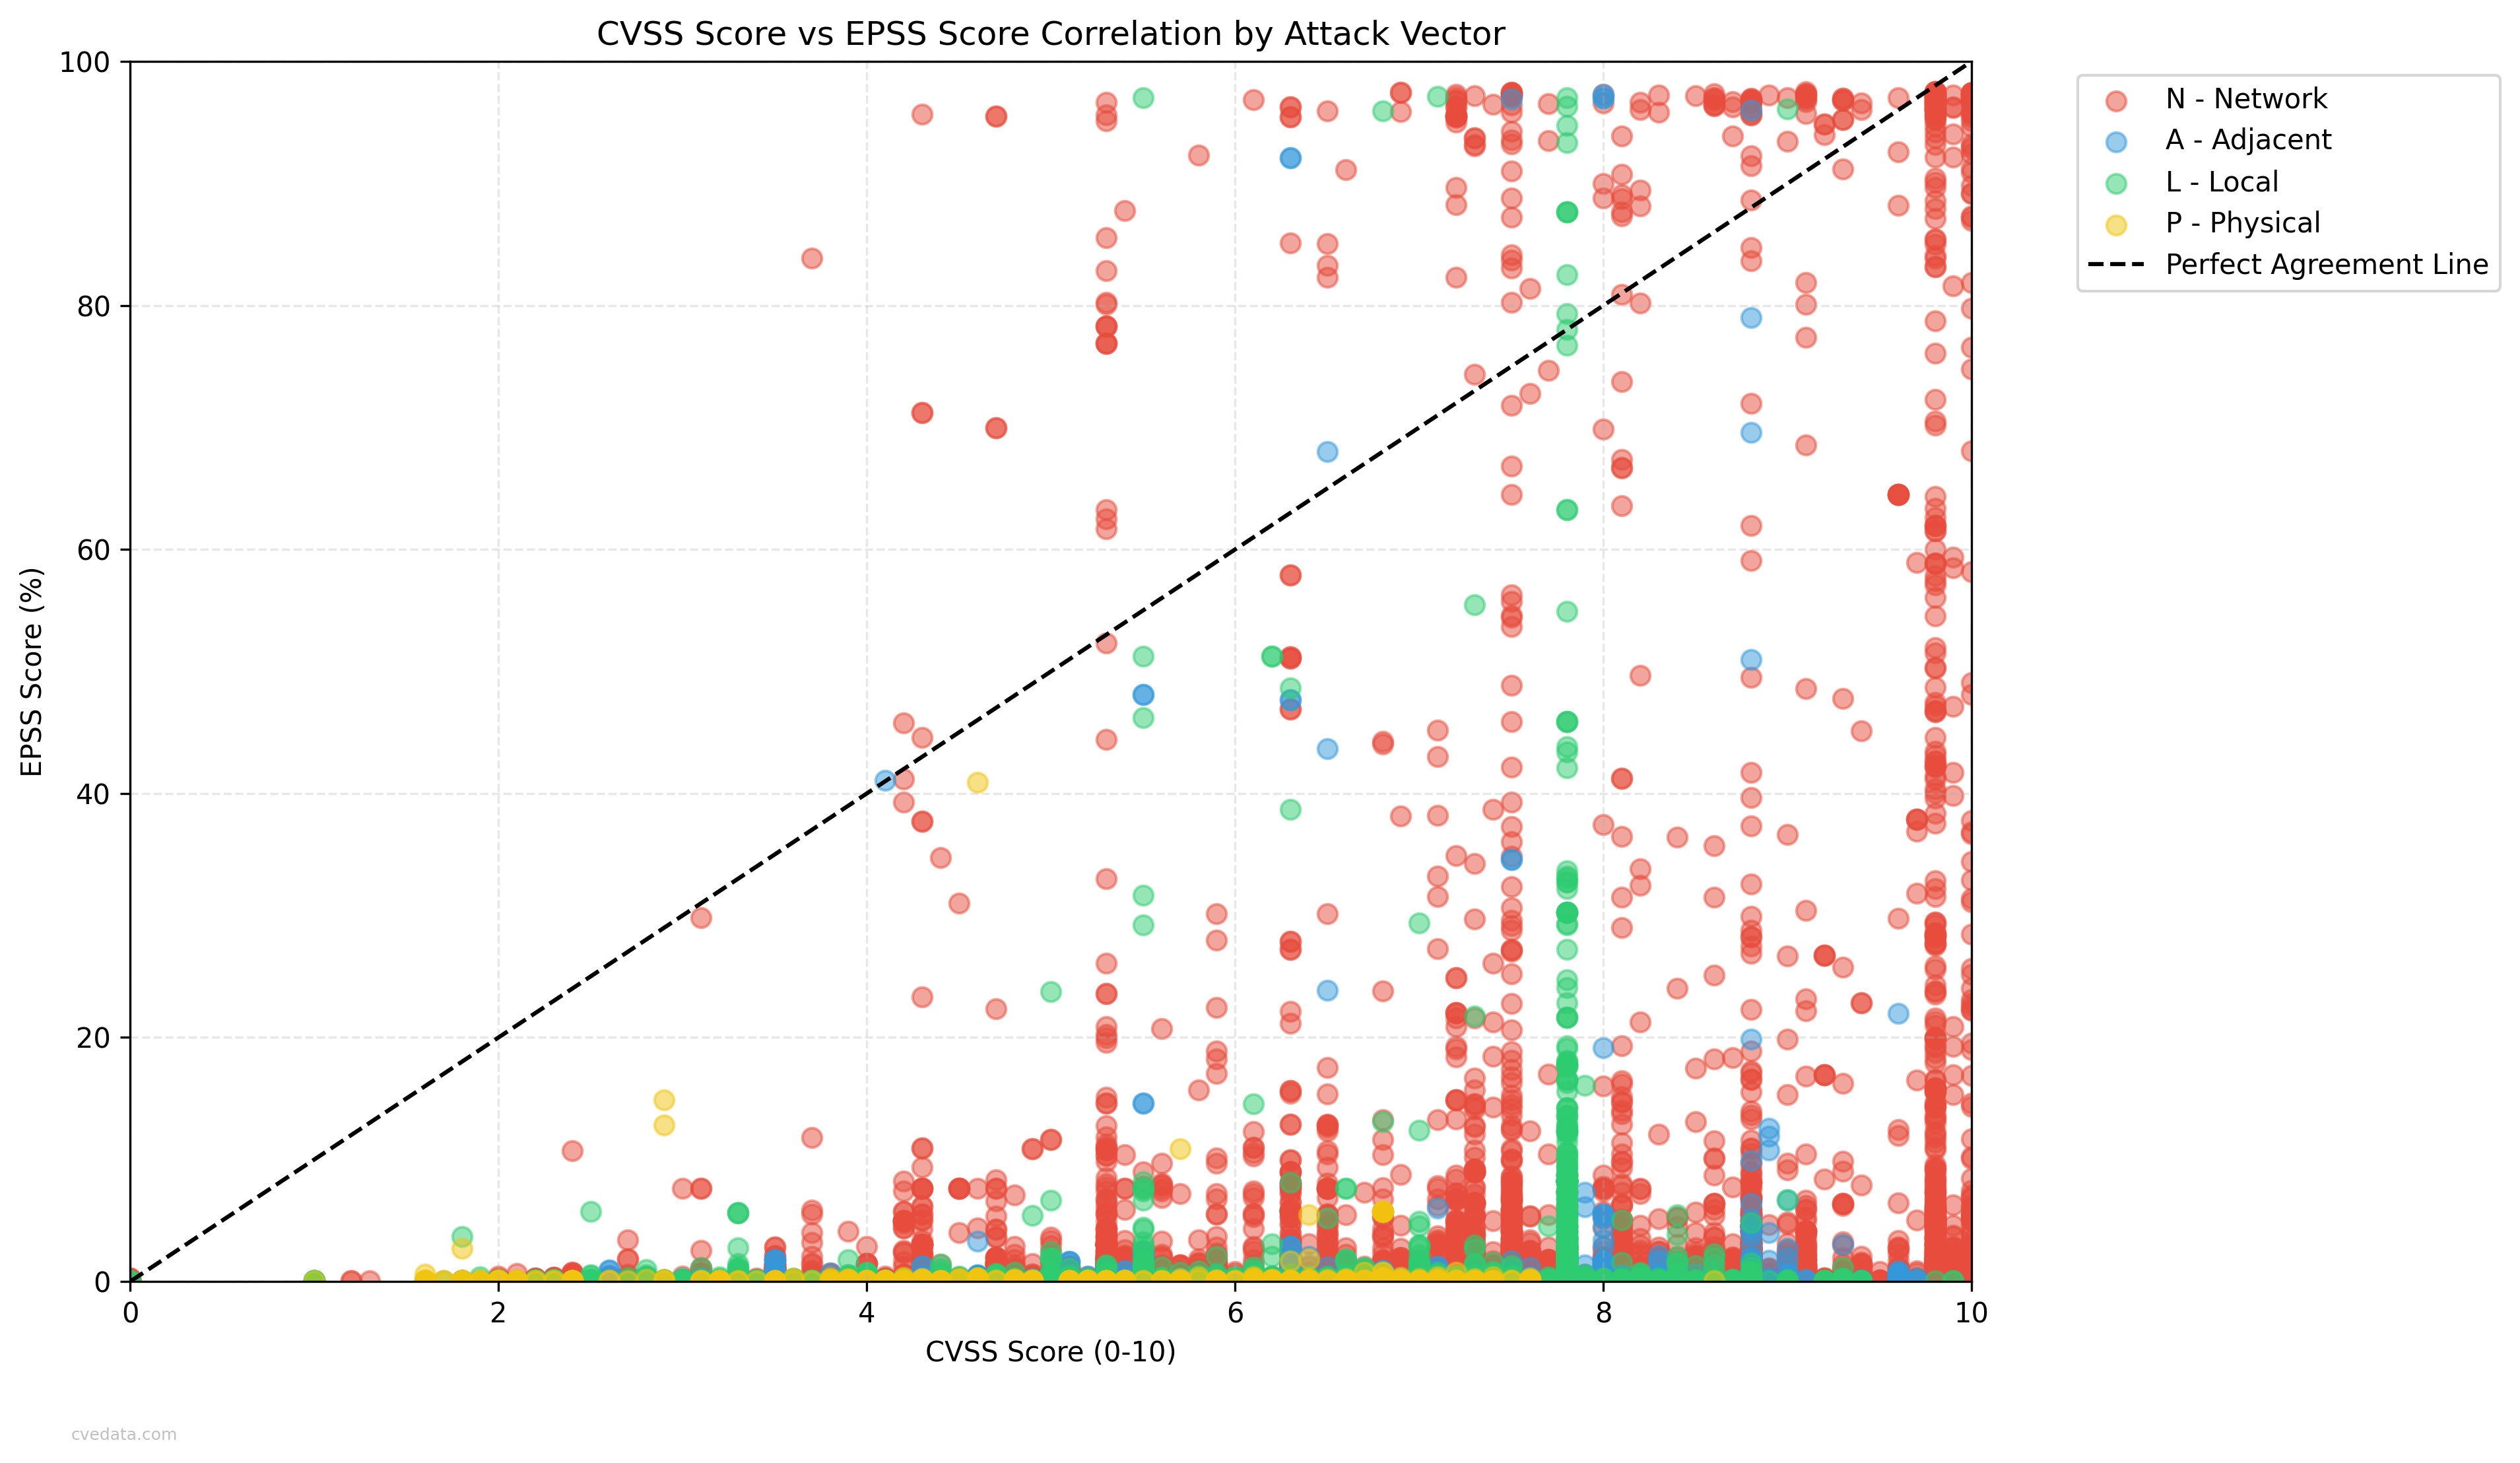 CVSS Score vs EPSS Score Correlation by Attack Vector
100
80
60
40
20
0
EPSS Score (%)
0
2
4
6
8
10
CVSS Score (0-10)
N - Network
A - Adjacent
L - Local
P - Physical
Perfect Agreement Line
cvedata.com